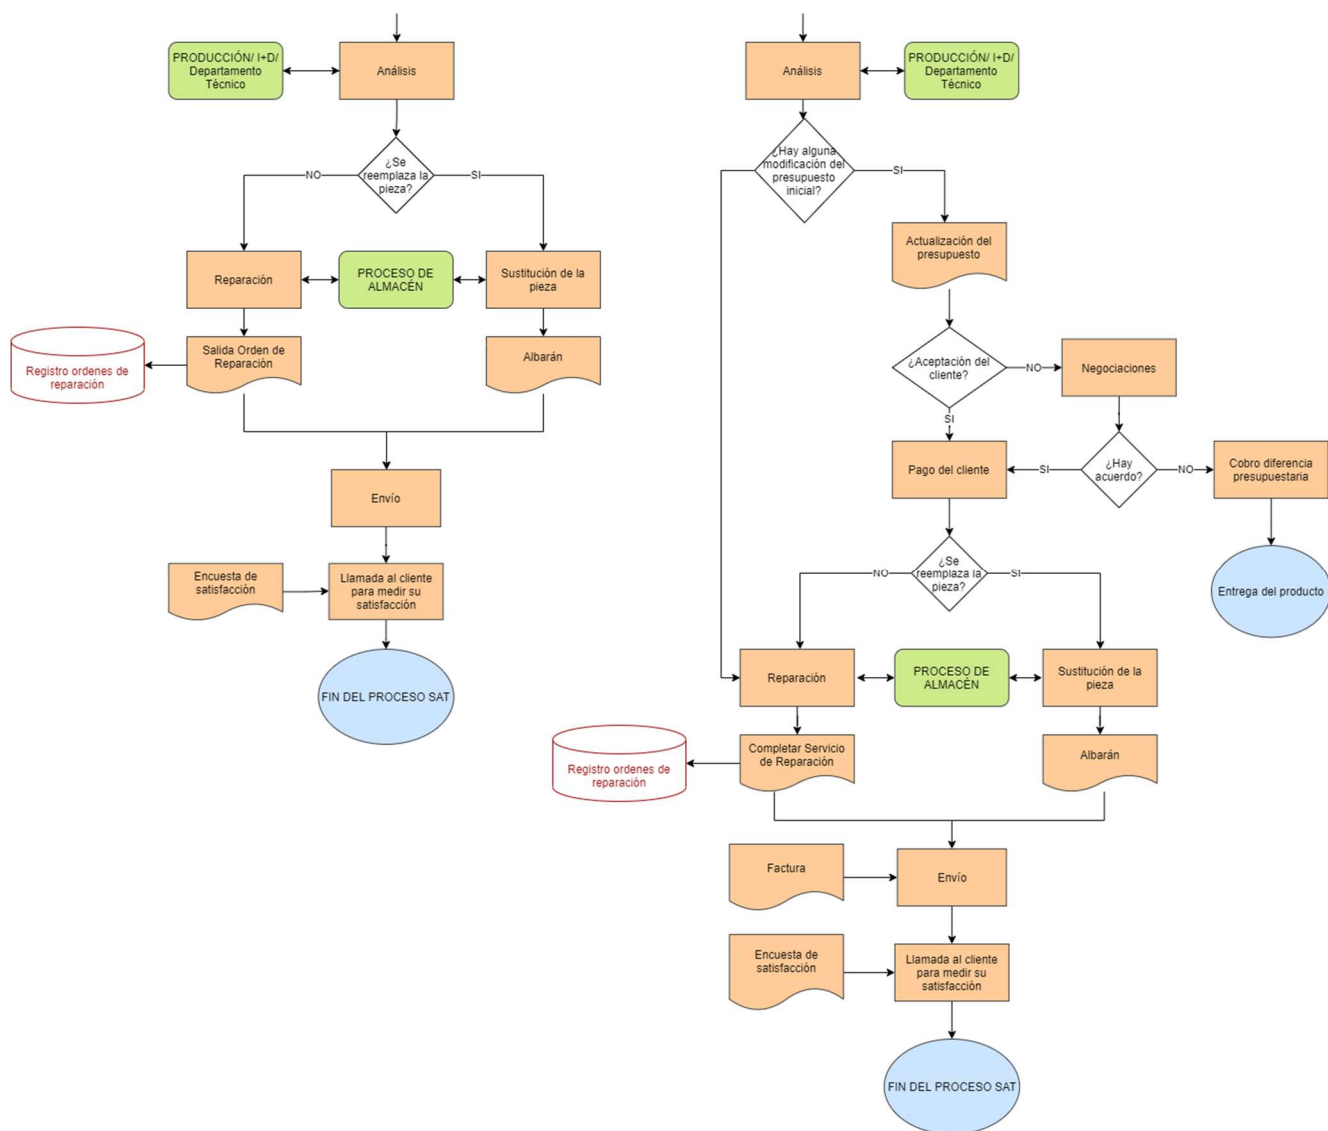 PRODUCCIÓN/ I+D/
Departamento
Técnico
Análisis
¿Se
reemplaza la
pieza?
NO
SI
Reparación
PROCESO DE
ALMACÉN
Sustitución de la
pieza
Registro ordenes de
reparación
Salida Orden de
Reparación
Albarán
Envío
Encuesta de
satisfacción
Llamada al cliente
para medir su
satisfacción
FIN DEL PROCESO SAT
Análisis
PRODUCCIÓN/ I+D/
Departamento
Técnico
¿Hay alguna
modificación del
presupuesto
inicial?
SI
Actualización del
presupuesto
¿Aceptación del
cliente?
NO
Negociaciones
SI
Pago del cliente
SI
¿Hay
acuerdo?
NO
Cobro diferencia
presupuestaria
Entrega del producto
¿Se
reemplaza la
pieza?
NO
SI
Reparación
PROCESO DE
ALMACÉN
Sustitución de la
pieza
Registro ordenes de
reparación
Completar Servicio
de Reparación
Albarán
Factura
Envío
Encuesta de
satisfacción
Llamada al cliente
para medir su
satisfacción
FIN DEL PROCESO SAT